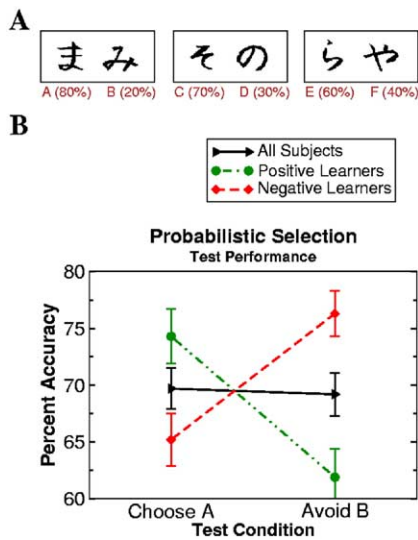 A
まみ その らや
A (80%) B (20%) C (70%) D (30%) E (60%) F (40%)
B
All Subjects
Positive Learners
Negative Learners
Probabilistic Selection
Test Performance
80
75
70
65
60
Percent Accuracy
Choose A Avoid B
Test Condition